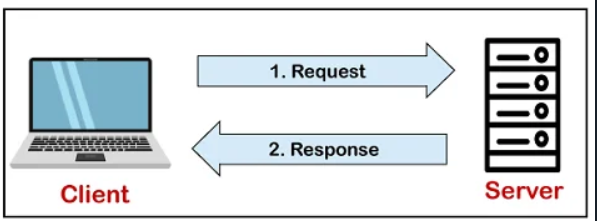 1. Request
2. Response
Client
Server